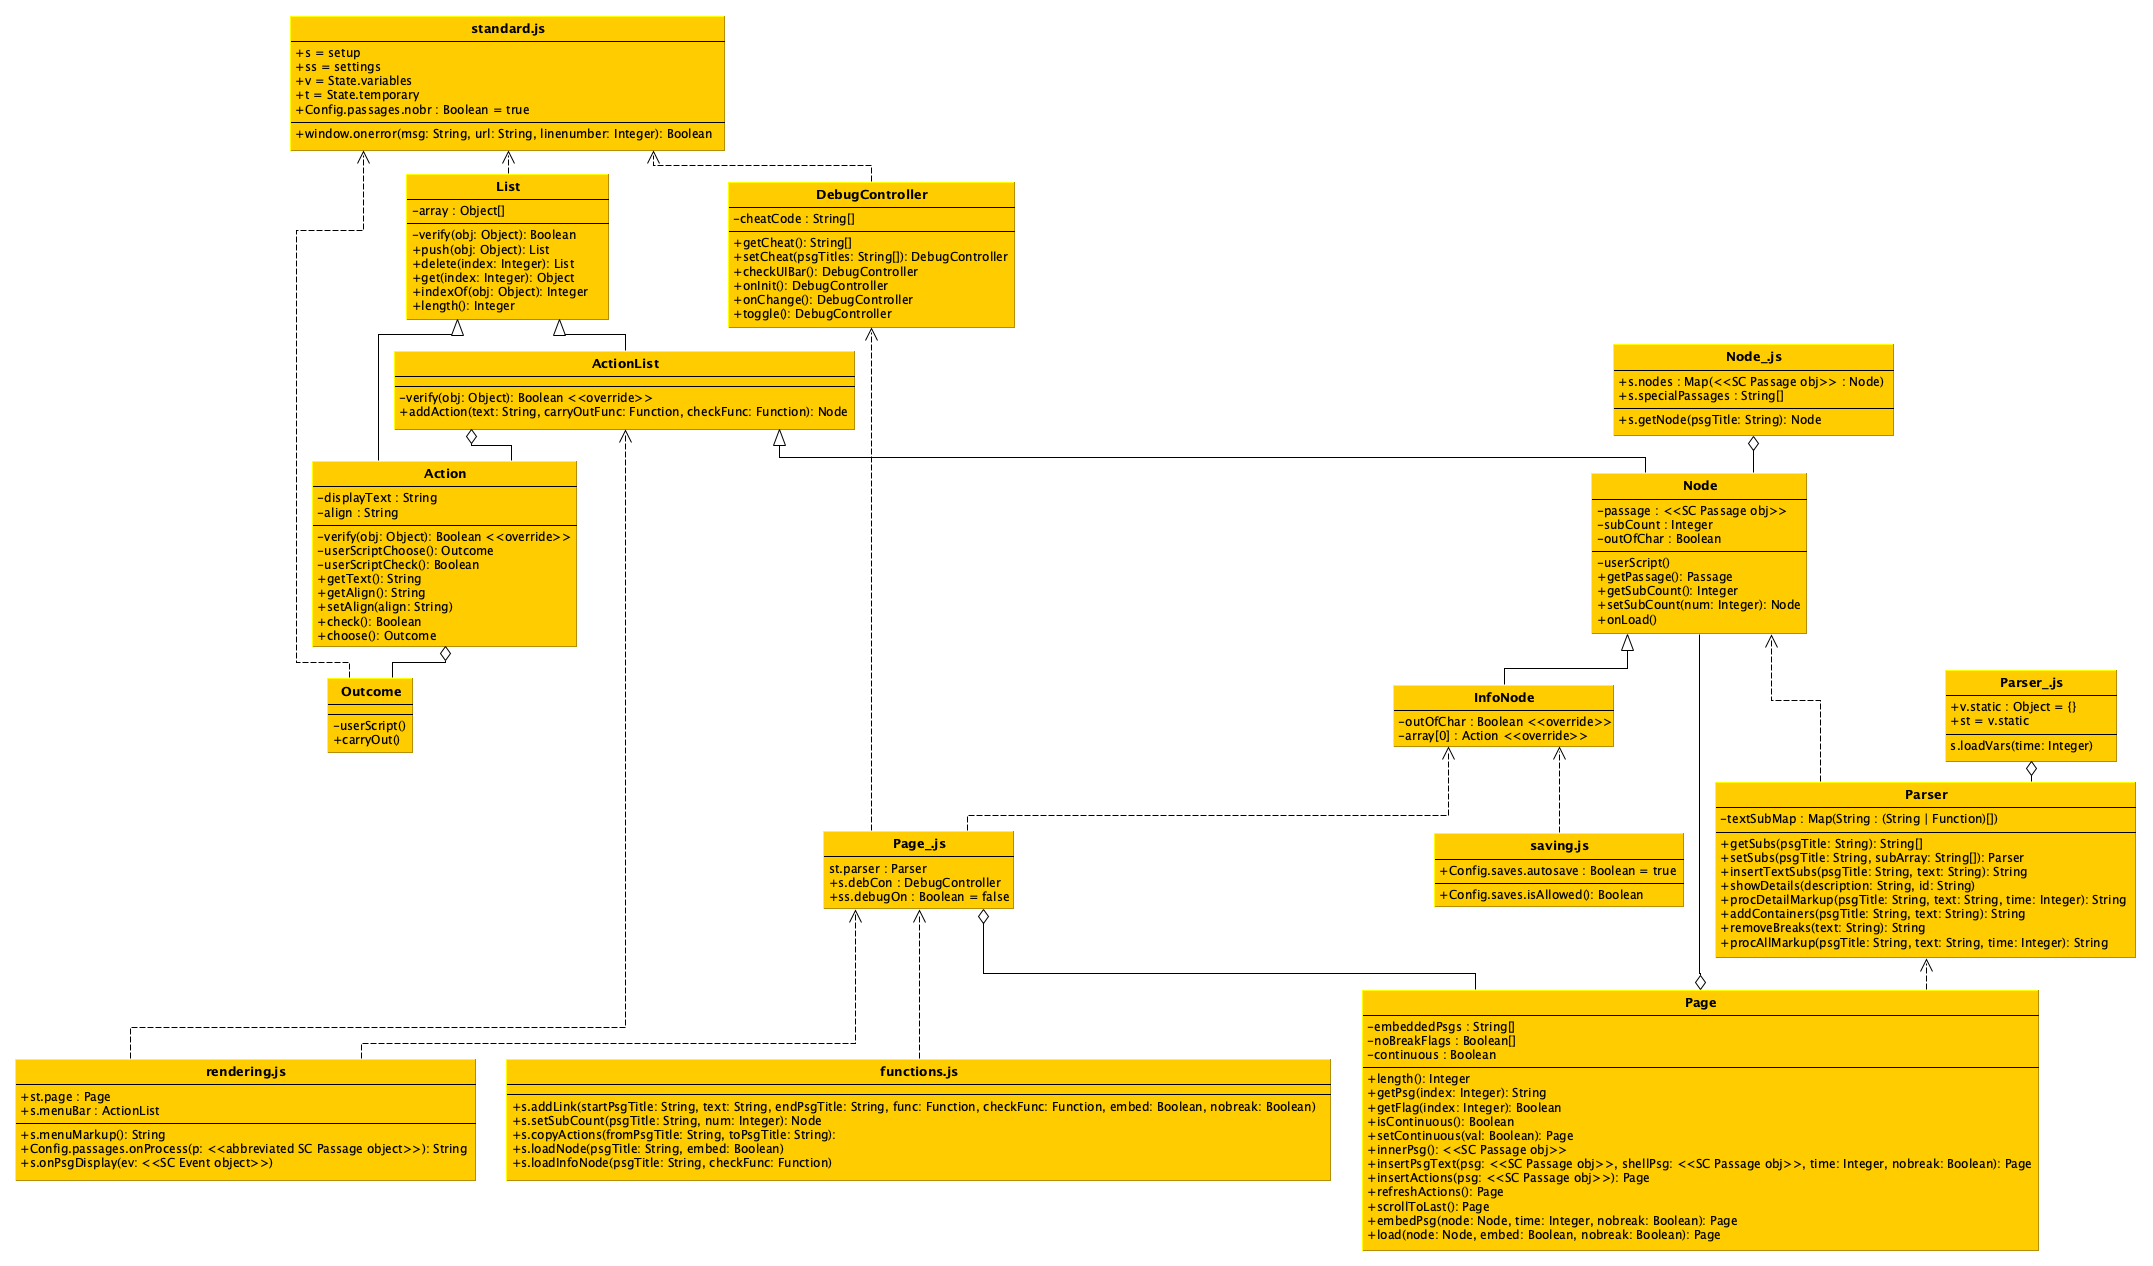 standard.js
+s = setup
+ss = settings
+v = State.variables
+t = State.temporary
+Config.passages.nobr : Boolean = true
+window.onerror(msg: String, url: String, linenumber: Integer): Boolean
List
-array : Object[]
-verify(obj: Object): Boolean
+push(obj: Object): List
+delete(index: Integer): List
+get(index: Integer): Object
+indexOf(obj: Object): Integer
+length(): Integer
DebugController
-cheatCode : String[]
+getCheat(): String[]
+setCheat(psgTitles: String[]): DebugController
+checkUIBar(): DebugController
+onInit(): DebugController
+onChange(): DebugController
+toggle(): DebugController
ActionList
-verify(obj: Object): Boolean <<override>>
+addAction(text: String, carryOutFunc: Function, checkFunc: Function): Node
Node_.js
+s.nodes : Map(<<SC Passage obj>> : Node)
+s.specialPassages : String[]
+s.getNode(psgTitle: String): Node
Action
-displayText : String
-align : String
-verify(obj: Object): Boolean <<override>>
-userScriptChoose(): Outcome
-userScriptCheck(): Boolean
+getText(): String
+getAlign(): String
+setAlign(align: String)
+check(): Boolean
+choose(): Outcome
Node
-passage : <<SC Passage obj>>
-subCount : Integer
-outOfChar : Boolean
-userScript()
+getPassage(): Passage
+getSubCount(): Integer
+setSubCount(num: Integer): Node
+onLoad()
Outcome
-userScript()
+carryOut()
InfoNode
-outOfChar : Boolean <<override>>
-array[0] : Action <<override>>
Parser_.js
+v.static : Object = {}
+st = v.static
s.loadVars(time: Integer)
Parser
-textSubMap : Map(String : (String | Function)[])
+getSubs(psgTitle: String): String[]
+setSubs(psgTitle: String, subArray: String[]): Parser
+insertTextSubs(psgTitle: String, text: String): String
+showDetails(description: String, id: String)
+procDetailMarkup(psgTitle: String, text: String, time: Integer): String
+addContainers(psgTitle: String, text: String): String
+removeBreaks(text: String): String
+procAllMarkup(psgTitle: String, text: String, time: Integer): String
Page_.js
st.parser : Parser
+s.debCon : DebugController
+ss.debugOn : Boolean = false
saving.js
+Config.saves.autosave : Boolean = true
+Config.saves.isAllowed(): Boolean
rendering.js
+st.page : Page
+s.menuBar : ActionList
+s.menuMarkup(): String
+Config.passages.onProcess(p: <<abbreviated SC Passage object>>): String
+s.onPsgDisplay(ev: <<SC Event object>>)
functions.js
+s.addLink(startPsgTitle: String, text: String, endPsgTitle: String, func: Function, checkFunc: Function, embed: Boolean, nobreak: Boolean)
+s.setSubCount(psgTitle: String, num: Integer): Node
+s.copyActions(fromPsgTitle: String, toPsgTitle: String):
+s.loadNode(psgTitle: String, embed: Boolean)
+s.loadInfoNode(psgTitle: String, checkFunc: Function)
Page
-embeddedPsgs : String[]
-noBreakFlags : Boolean[]
-continuous : Boolean
+length(): Integer
+getPsg(index: Integer): String
+getFlag(index: Integer): Boolean
+isContinuous(): Boolean
+setContinuous(val: Boolean): Page
+innerPsg(): <<SC Passage obj>>
+insertPsgText(psg: <<SC Passage obj>>, shellPsg: <<SC Passage obj>>, time: Integer, nobreak: Boolean): Page
+insertActions(psg: <<SC Passage obj>>): Page
+refreshActions(): Page
+scrollToLast(): Page
+embedPsg(node: Node, time: Integer, nobreak: Boolean): Page
+load(node: Node, embed: Boolean, nobreak: Boolean): Page